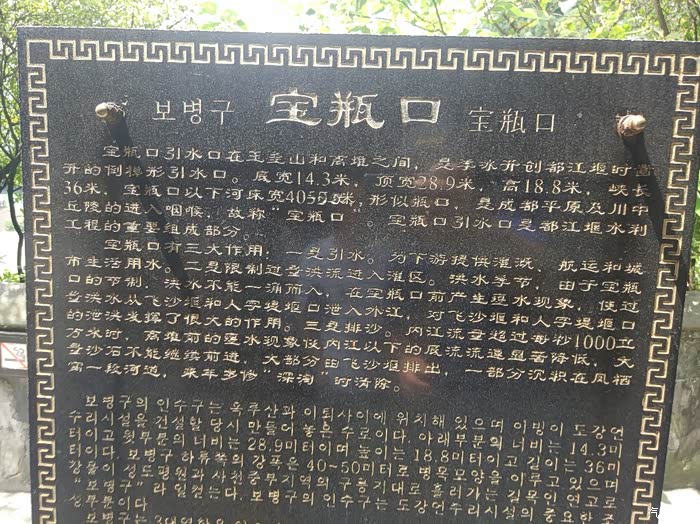 보병구 宝瓶口 宝瓶口
宝瓶口引水口在玉垒山和离堆之间，是李冰开创都江堰时凿
开的倒梯形引水口。底宽14.3米，顶宽28.9米，高18.8米，峡长
36米，宝瓶口以下河床宽40~50米，形似瓶口，是成都平原及川中
丘陵的进入咽喉，故称“宝瓶口”。宝瓶口引水口是都江堰水利
工程的重要组成部分。
宝瓶口有三大作用：一是引水。为下游提供灌溉、航运和城
市生活用水。二是限制过量洪流进入灌区。洪水季节，由于宝瓶
口的节制，洪水不能一涌而入，在宝瓶口前产生壅水现象，使过
量洪水从飞沙堰和人字堤堰口泄入外江，对飞沙堰和人字堤堰口
的泄洪发挥了很大的作用。三是排沙。内江流量超过每秒1000立
方米时，离堆前的壅水现象使内江以下的底流流速显著降低，大
量沙石不能继续前进，大部分由飞沙堰排出，一部分沉积在凤栖
窝一段河道，来年岁修“深淘”时清除。
보병구의 인수구는 옥루산과 이퇴사이에 위치해 있으며 이빙이 도강언
수리시설을 건설할 당시 만들어 놓은 수로이다. 아래부분의 너비는 14.3미
터이고 윗부분의 너비는 28.9미터이며 높이는 18.8미터이고 길이는 36미
터이다. 보병구 하류쪽의 강폭은 40~50미터로 병목모양을 이루고 있으며
강물이 성도평원과 사천중부지역의 구릉지대로 흘러가는 길목인 연고로
“보병구”라 일컫는다. 보병구의 인수구는 도강언수리시설의 중요한 조
성부분이다
보병구는 3대역할을